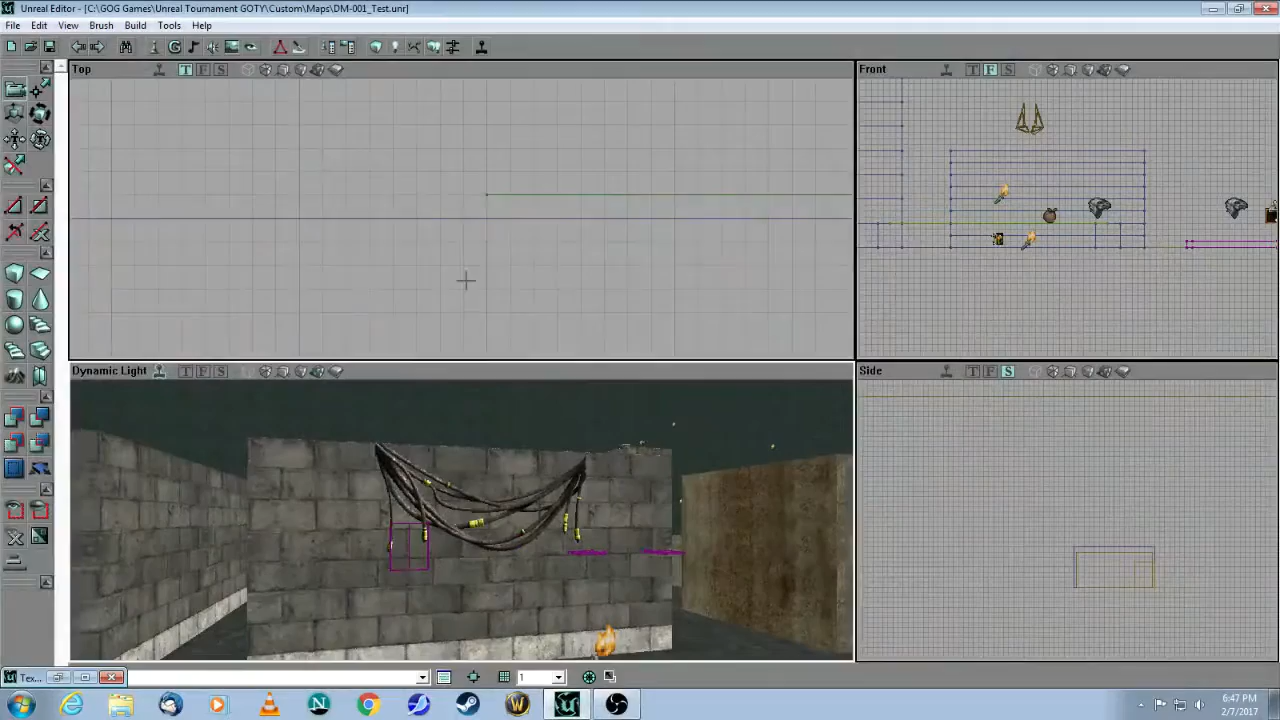 Unreal Editor - [C:\GOG Games\Unreal Tournament GOTY\Custom\Maps\DM-001_Test.unr]
File Edit View Brush Build Tools Help
Top T F S
Front T F S
Dynamic Light T F S
Side T F S
Tex... 1
6:47 PM
2/7/2017